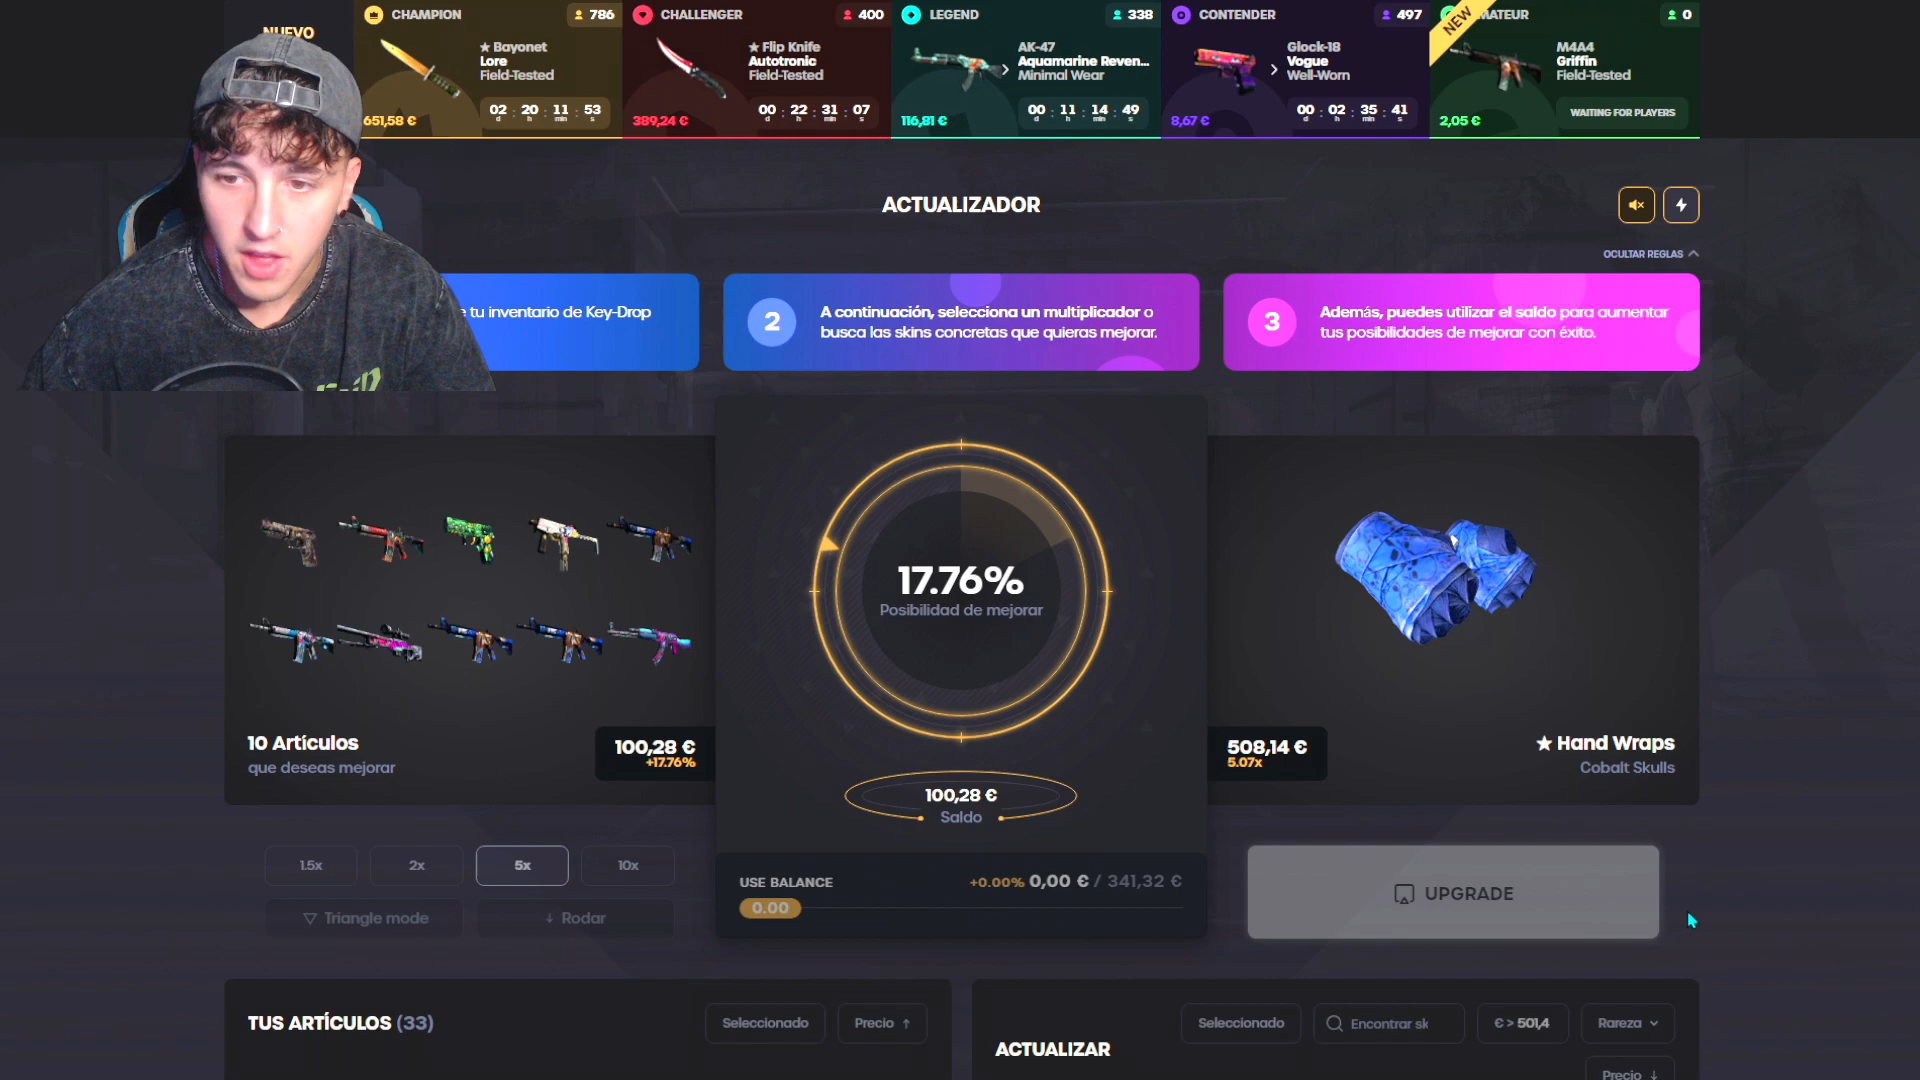 NUEVO
CHAMPION
786
★ Bayonet
Lore
Field-Tested
02 : 20 : 11 : 53
d h min s
651,58 €
CHALLENGER
400
★ Flip Knife
Autotronic
Field-Tested
00 : 22 : 31 : 07
d h min s
389,24 €
LEGEND
338
AK-47
Aquamarine Reven...
Minimal Wear
00 : 11 : 14 : 49
d h min s
116,81 €
CONTENDER
497
Glock-18
Vogue
Well-Worn
00 : 02 : 35 : 41
d h min s
8,67 €
NEW
MATEUR
0
M4A4
Griffin
Field-Tested
WAITING FOR PLAYERS
2,05 €
ACTUALIZADOR
OCULTAR REGLAS
e tu inventario de Key-Drop
2
A continuación, selecciona un multiplicador o
busca las skins concretas que quieras mejorar.
3
Además, puedes utilizar el saldo para aumentar
tus posibilidades de mejorar con éxito.
17.76%
Posibilidad de mejorar
10 Artículos
que deseas mejorar
100,28 €
+17.76%
100,28 €
Saldo
508,14 €
5.07x
★ Hand Wraps
Cobalt Skulls
1.5x
2x
5x
10x
Triangle mode
Rodar
USE BALANCE
+0.00% 0,00 € / 341,32 €
0.00
UPGRADE
TUS ARTÍCULOS (33)
Seleccionado
Precio ↑
ACTUALIZAR
Seleccionado
Encontrar sk
€ > 501,4
Rareza
Precio ↓